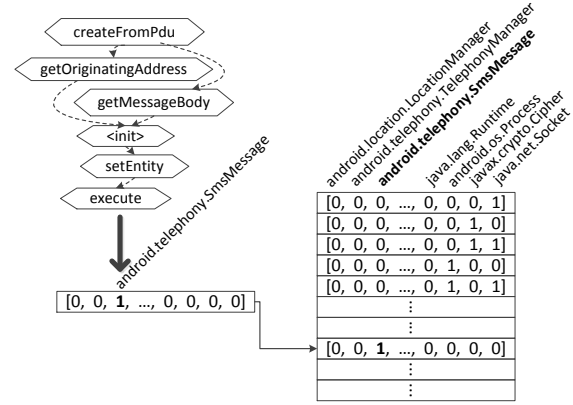 createFromPdu
getOriginatingAddress
getMessageBody
<init>
setEntity
execute
android.telephony.SmsMessage
[0, 0, 1, ..., 0, 0, 0, 0]
android.location.LocationManager
android.telephony.TelephonyManager
android.telephony.SmsMessage
java.lang.Runtime
android.os.Process
javax.crypto.Cipher
java.net.Socket
[0, 0, 0, ..., 0, 0, 0, 1]
[0, 0, 0, ..., 0, 0, 1, 0]
[0, 0, 0, ..., 0, 0, 1, 1]
[0, 0, 0, ..., 0, 1, 0, 0]
[0, 0, 0, ..., 0, 1, 0, 1]
⋮
⋮
[0, 0, 1, ..., 0, 0, 0, 0]
⋮
⋮